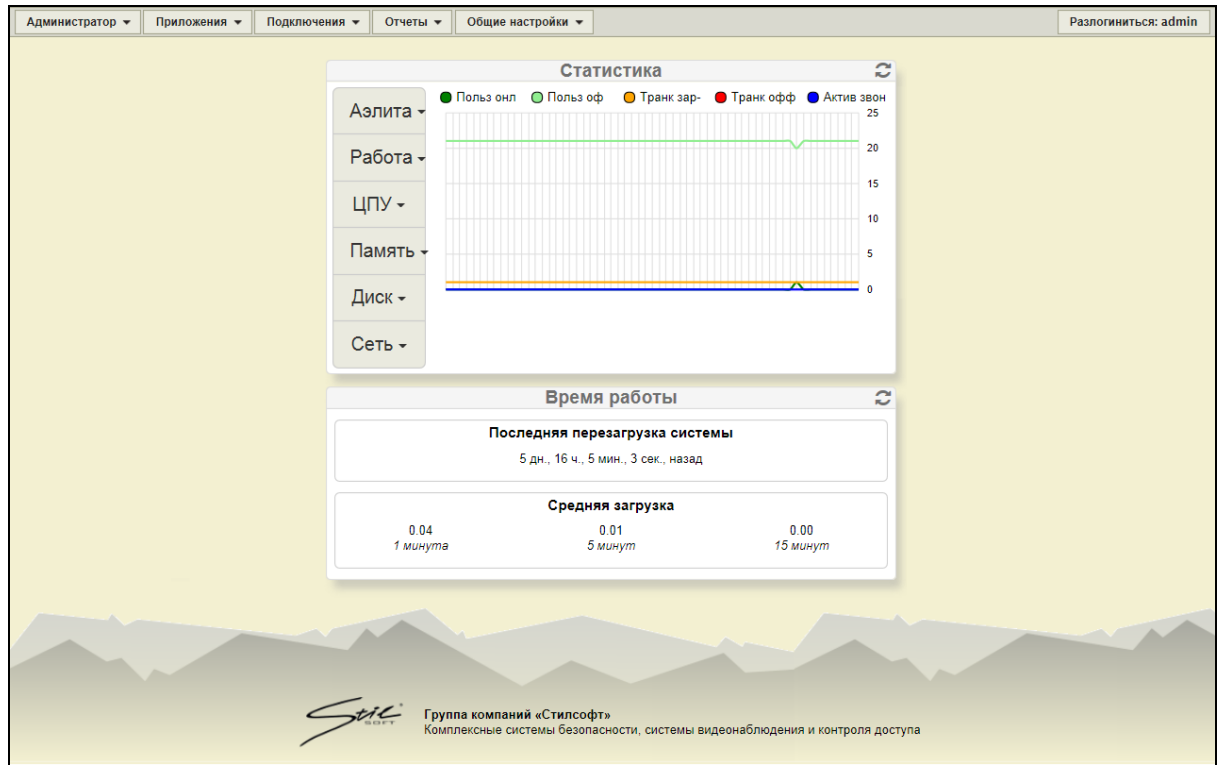 Администратор Приложения Подключения Отчеты Общие настройки Разлогиниться: admin
Статистика
Польз онл Польз оф Транк зар- Транк офф Актив звон
Аэлита
Работа
ЦПУ
Память
Диск
Сеть
25
20
15
10
5
0
Время работы
Последняя перезагрузка системы
5 дн., 16 ч., 5 мин., 3 сек., назад
Средняя загрузка
0.04 0.01 0.00
1 минута 5 минут 15 минут
Stil SOFT
Группа компаний «Стилсофт»
Комплексные системы безопасности, системы видеонаблюдения и контроля доступа